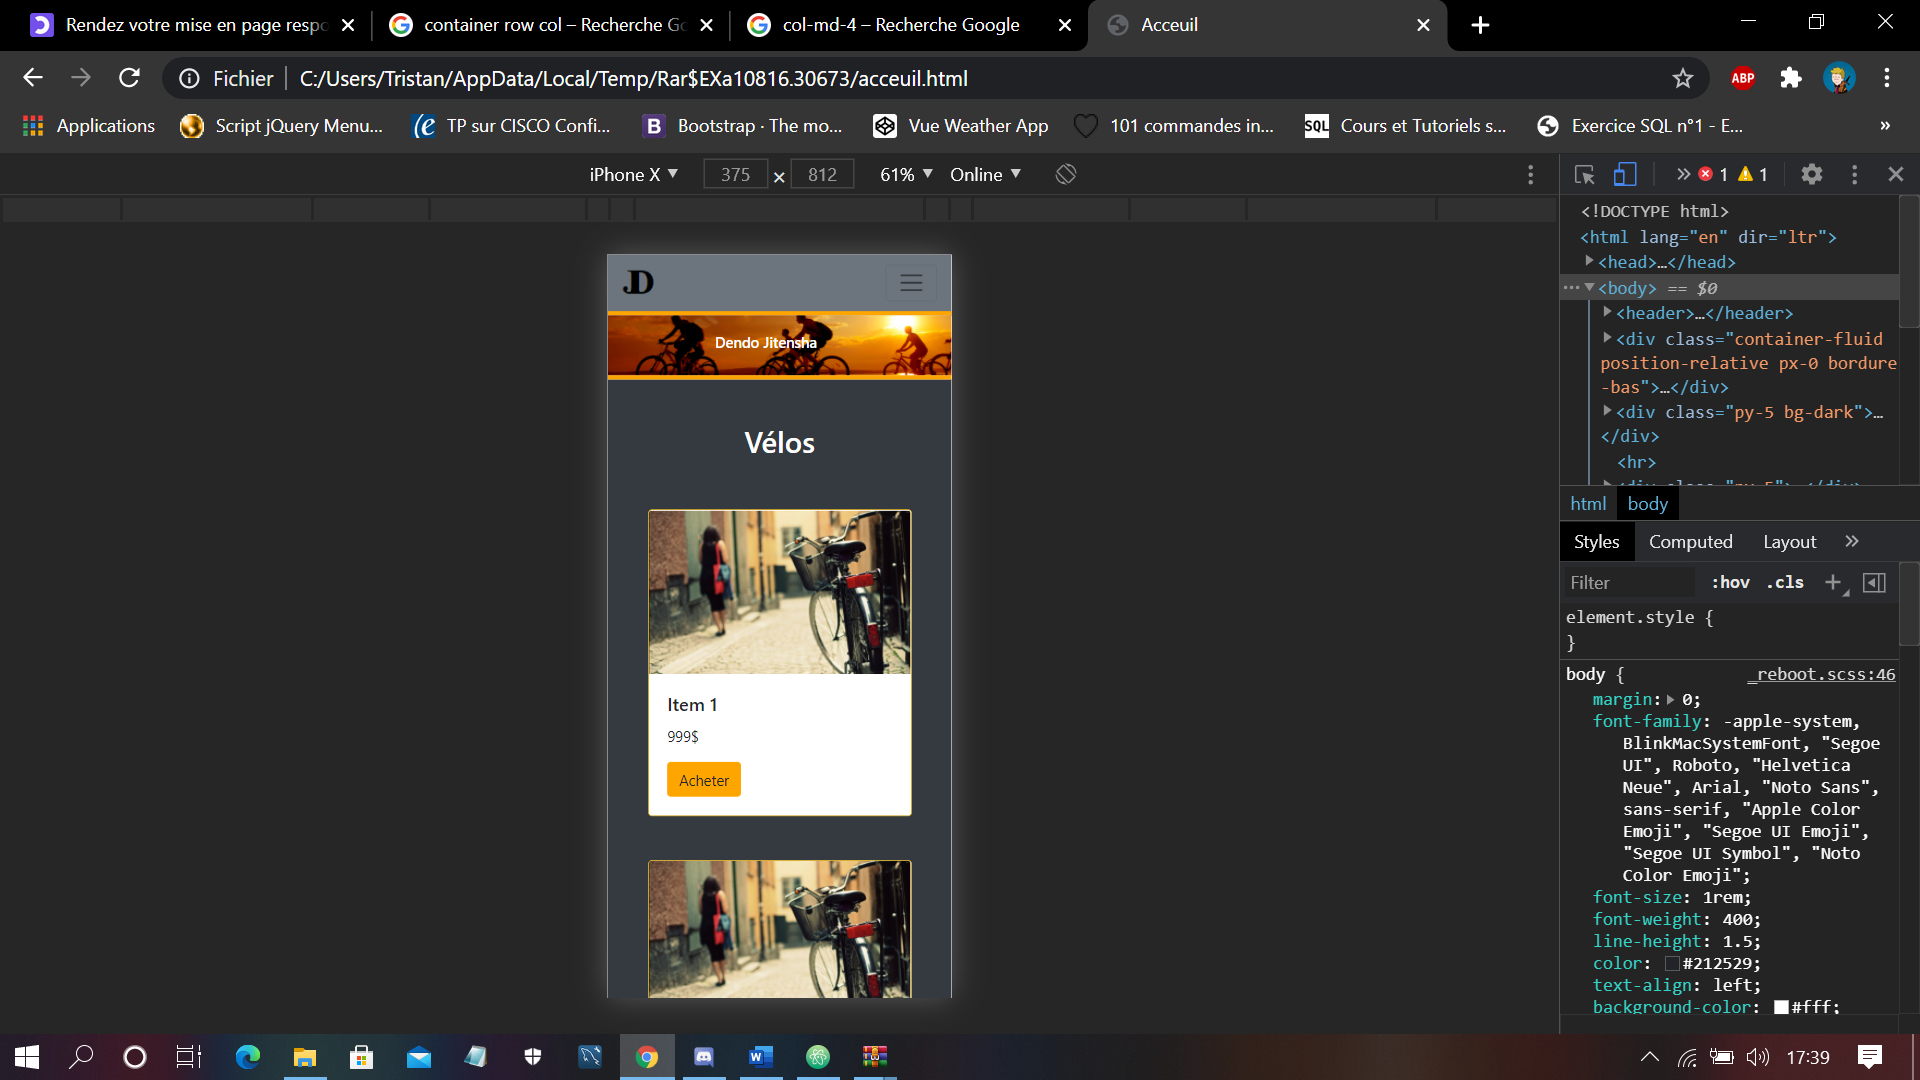 Rendez votre mise en page respo
container row col – Recherche Go
col-md-4 – Recherche Google
Acceuil
Fichier
C:/Users/Tristan/AppData/Local/Temp/Rar$EXa10816.30673/acceuil.html
ABP
Applications
Script jQuery Menu...
TP sur CISCO Confi...
B
Bootstrap · The mo...
Vue Weather App
101 commandes in...
SQL
Cours et Tutoriels s...
Exercice SQL n°1 - E...
»
iPhone X ▼
375
×
812
61% ▼
Online ▼
» 1 1
<!DOCTYPE html>
<html lang="en" dir="ltr">
<head>…</head>
<body> == $0
<header>…</header>
<div class="container-fluid
position-relative px-0 bordure
-bas">…</div>
<div class="py-5 bg-dark">…
</div>
<hr>
<div class="py-5">…</div>
html
body
Styles
Computed
Layout
»
Filter
:hov
.cls
element.style {
}
body {
_reboot.scss:46
margin: 0;
font-family: -apple-system,
BlinkMacSystemFont, "Segoe
UI", Roboto, "Helvetica
Neue", Arial, "Noto Sans",
sans-serif, "Apple Color
Emoji", "Segoe UI Emoji",
"Segoe UI Symbol", "Noto
Color Emoji";
font-size: 1rem;
font-weight: 400;
line-height: 1.5;
color: #212529;
text-align: left;
background-color: #fff;
JD
Dendo Jitensha
Vélos
Item 1
999$
Acheter
17:39